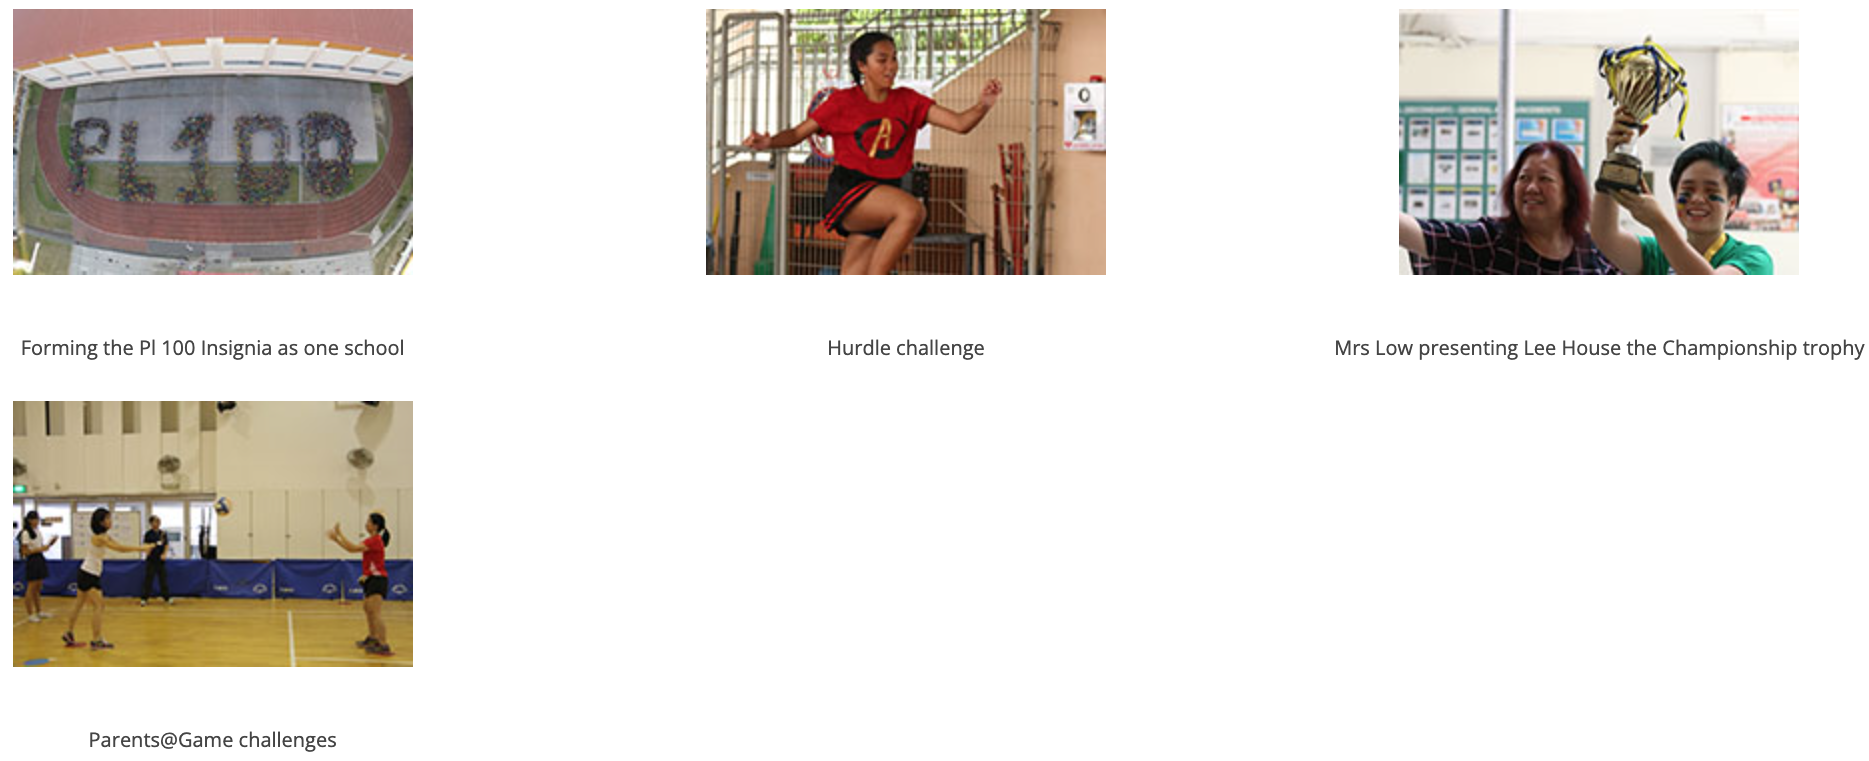 PL100
Forming the Pl 100 Insignia as one school
Hurdle challenge
Mrs Low presenting Lee House the Championship trophy
Parents@Game challenges